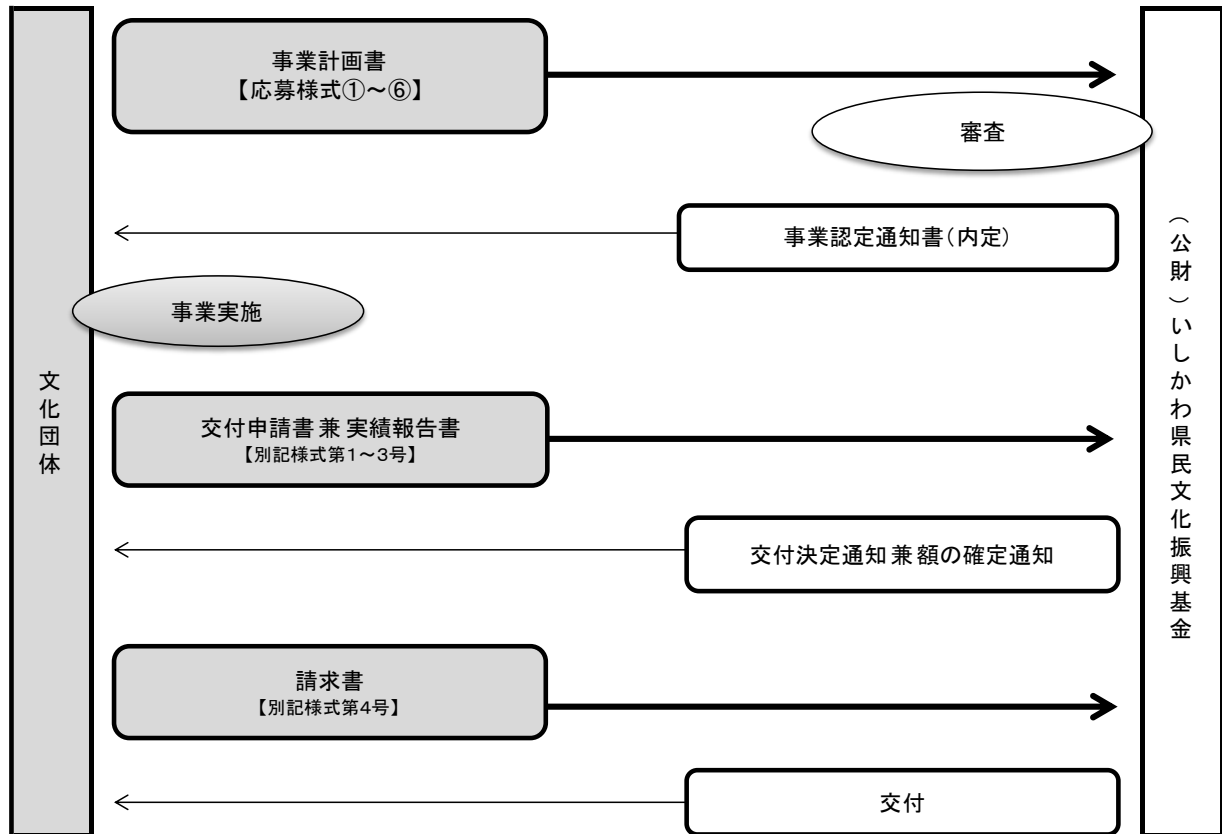 事業計画書
【応募様式①～⑥】
審査
事業認定通知書(内定)
事業実施
文化団体
（公財）いしかわ県民文化振興基金
交付申請書 兼 実績報告書
【別記様式第1～3号】
交付決定通知 兼 額の確定通知
請求書
【別記様式第4号】
交付